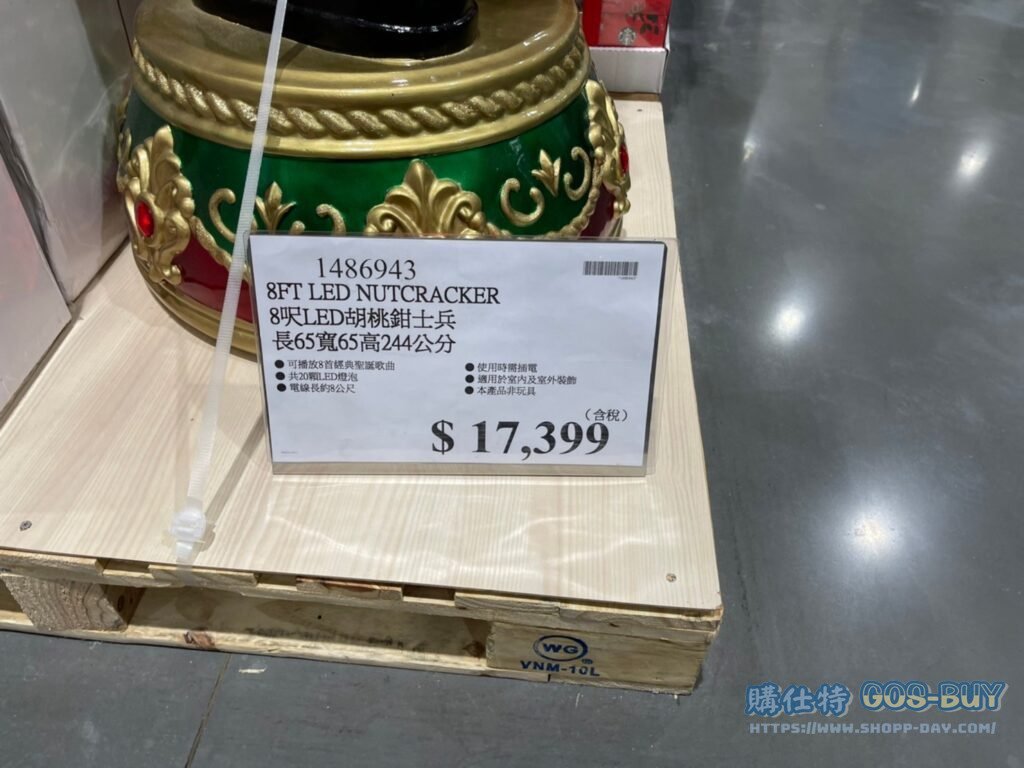 1486943
8FT LED NUTCRACKER
8呎LED胡桃鉗士兵
長65寬65高244公分
● 可播放8首經典聖誕歌曲
● 共20顆LED燈泡
● 電線長約8公尺
● 使用時需插電
● 適用於室內及室外裝飾
● 本產品非玩具
(含稅)
$ 17,399
WG
VNM-10L
購仕特 GOS-BUY
HTTPS://WWW.SHOPP-DAY.COM/